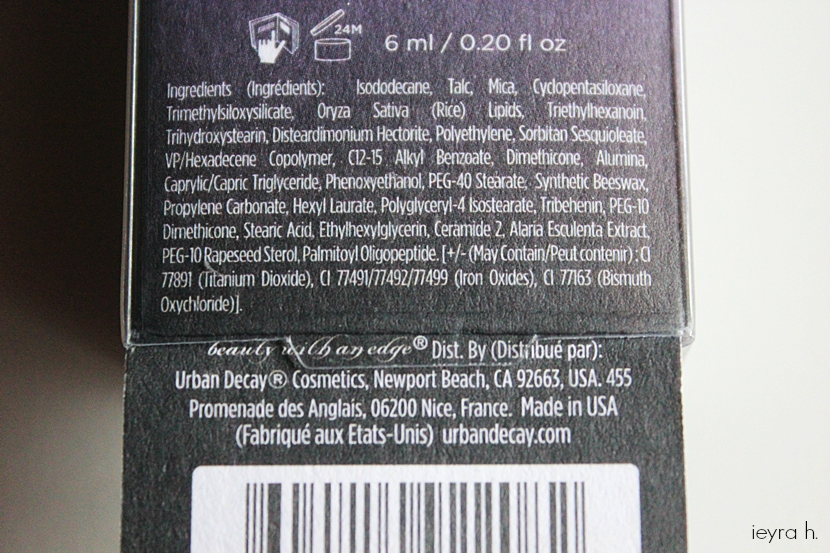 24M
6 ml / 0.20 fl oz
Ingredients (Ingrédients): Isododecane, Talc, Mica, Cyclopentasiloxane,
Trimethylsiloxysilicate, Oryza Sativa (Rice) Lipids, Triethylhexanoin,
Trihydroxystearin, Disteardimonium Hectorite, Polyethylene, Sorbitan Sesquioleate,
VP/Hexadecene Copolymer, C12-15 Alkyl Benzoate, Dimethicone, Alumina,
Caprylic/Capric Triglyceride, Phenoxyethanol, PEG-40 Stearate, Synthetic Beeswax,
Propylene Carbonate, Hexyl Laurate, Polyglyceryl-4 Isostearate, Tribehenin, PEG-10
Dimethicone, Stearic Acid, Ethylhexylglycerin, Ceramide 2, Alaria Esculenta Extract,
PEG-10 Rapeseed Sterol, Palmitoyl Oligopeptide. [+/- (May Contain/Peut contenir) : CI
77891 (Titanium Dioxide), CI 77491/77492/77499 (Iron Oxides), CI 77163 (Bismuth
Oxychloride)].
beauty with an edge® Dist. By (Distribué par):
Urban Decay® Cosmetics, Newport Beach, CA 92663, USA. 455
Promenade des Anglais, 06200 Nice, France. Made in USA
(Fabriqué aux Etats-Unis) urbandecay.com
ieyra h.